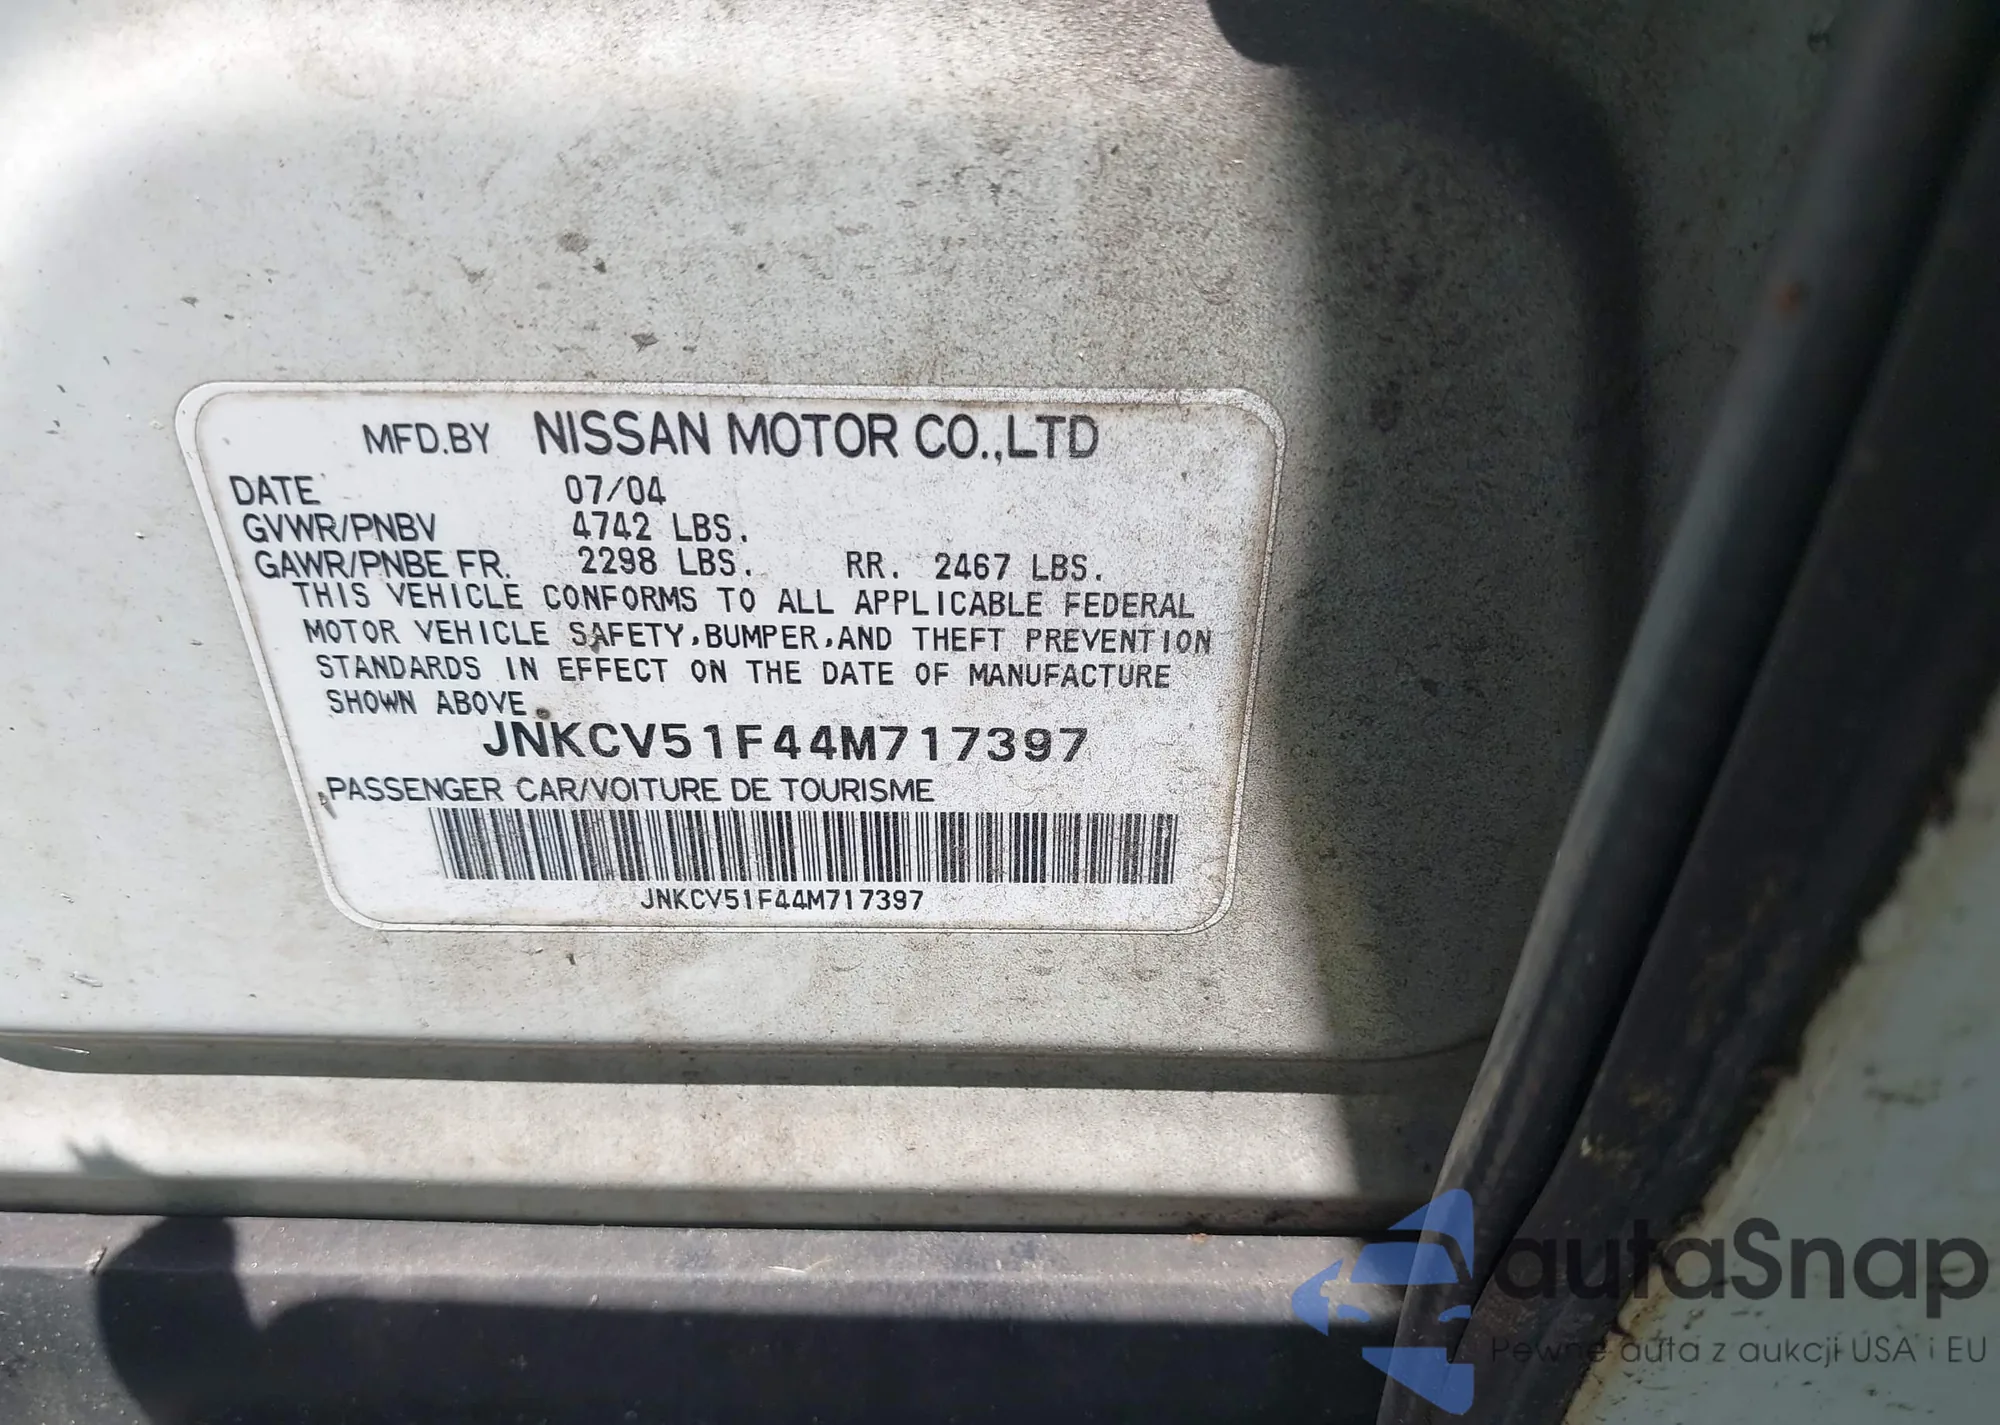 MFD.BY NISSAN MOTOR CO.,LTD
DATE 07/04
GVWR/PNBV 4742 LBS.
GAWR/PNBE FR. 2298 LBS. RR. 2467 LBS.
THIS VEHICLE CONFORMS TO ALL APPLICABLE FEDERAL
MOTOR VEHICLE SAFETY,BUMPER,AND THEFT PREVENTION
STANDARDS IN EFFECT ON THE DATE OF MANUFACTURE
SHOWN ABOVE.
JNKCV51F44M717397
PASSENGER CAR/VOITURE DE TOURISME
JNKCV51F44M717397
autaSnap
Pewne auta z aukcji USA i EU